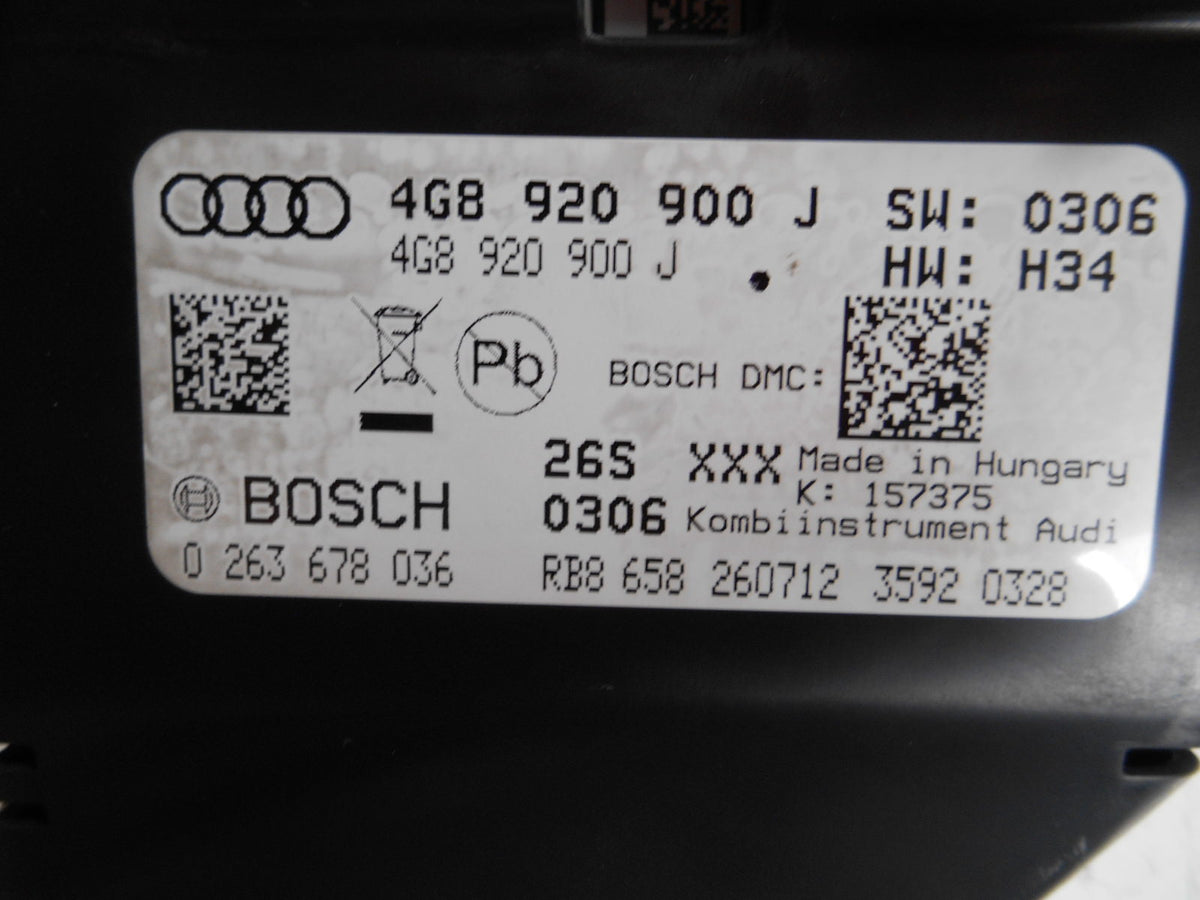 4G8 920 900 J SW: 0306
4G8 920 900 J HW: H34
Pb BOSCH DMC:
26S XXX Made in Hungary
K: 157375
BOSCH 0306 Kombiinstrument Audi
0 263 678 036 RB8 658 260712 3592 0328